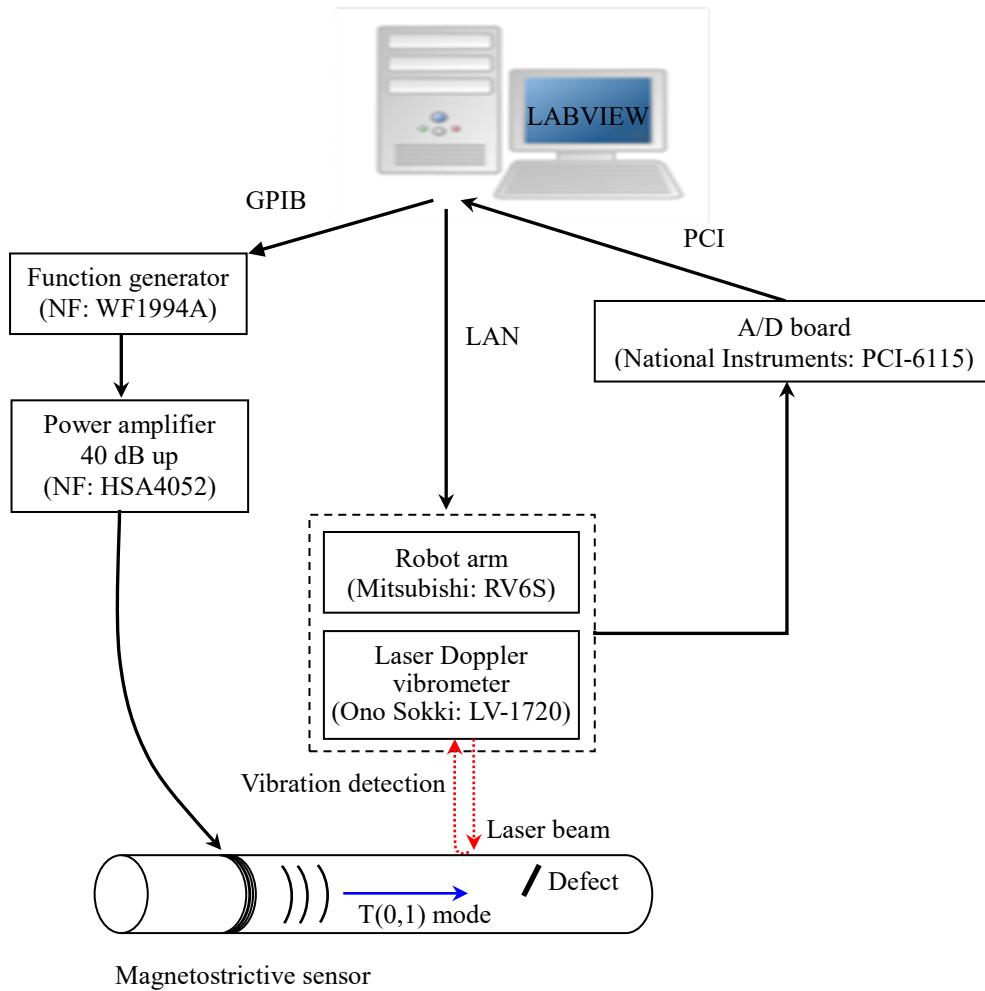 LABVIEW
GPIB
PCI
Function generator
(NF: WF1994A)
LAN
A/D board
(National Instruments: PCI-6115)
Power amplifier
40 dB up
(NF: HSA4052)
Robot arm
(Mitsubishi: RV6S)
Laser Doppler
vibrometer
(Ono Sokki: LV-1720)
Vibration detection
Laser beam
Defect
T(0,1) mode
Magnetostrictive sensor